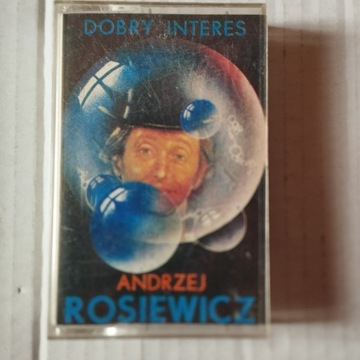 DOBRY INTERES
ANDRZEJ
ROSIEWICZ